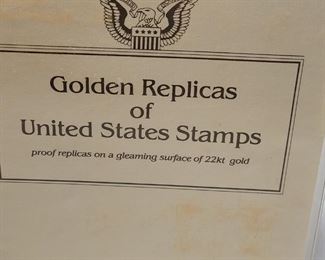 Golden Replicas
of
United States Stamps
proof replicas on a gleaming surface of 22kt gold